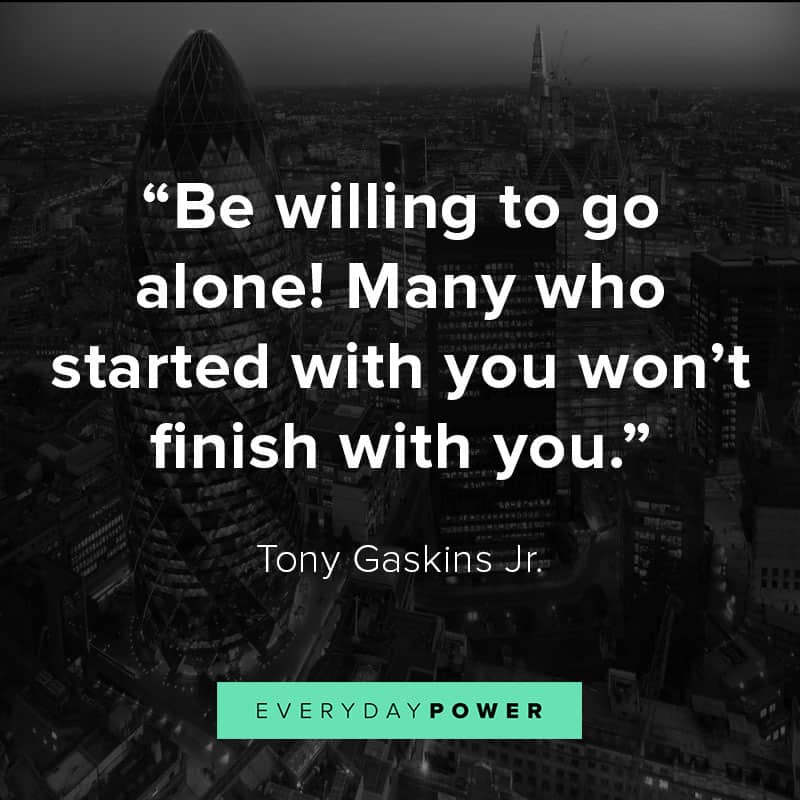 “Be willing to go
alone! Many who
started with you won’t
finish with you.”
Tony Gaskins Jr.
EVERYDAYPOWER